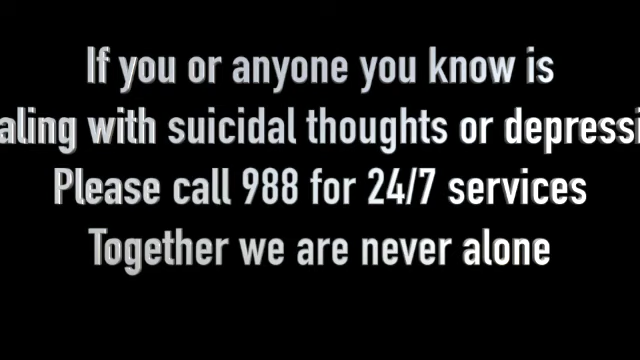 If you or anyone you know is
aling with suicidal thoughts or depressi
Please call 988 for 24/7 services
Together we are never alone